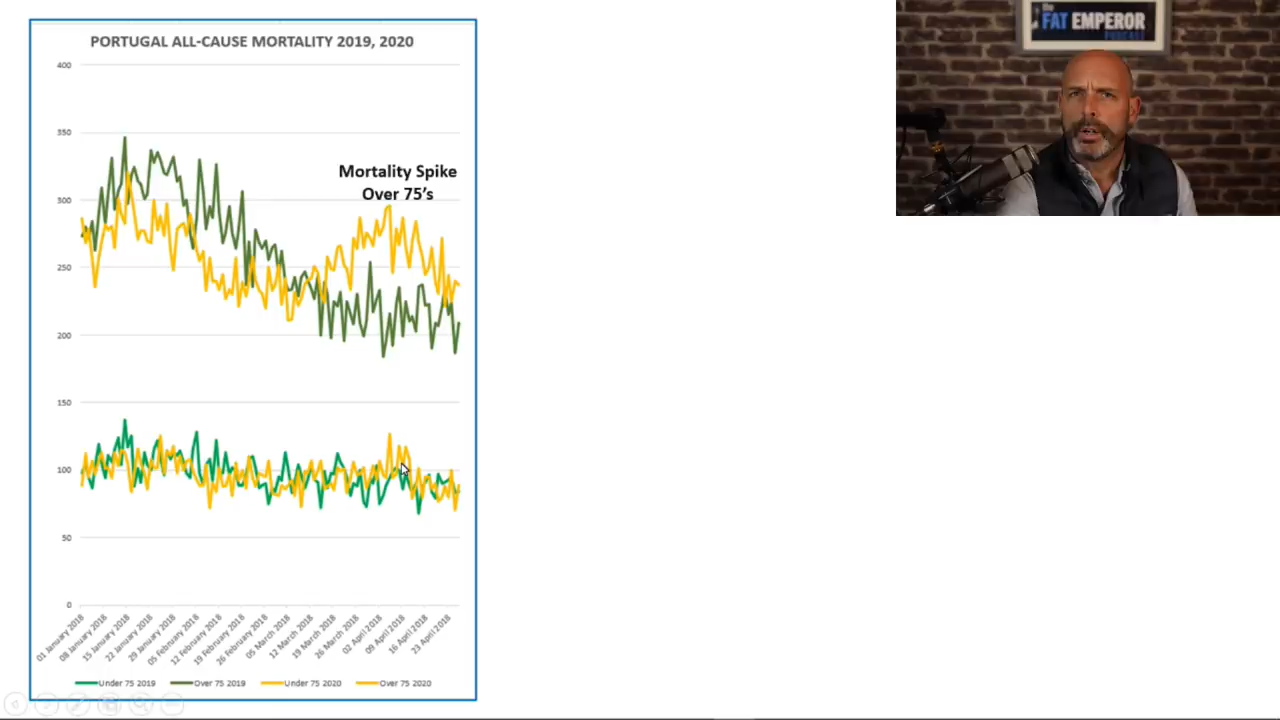 PORTUGAL ALL-CAUSE MORTALITY 2019, 2020
400
350
300
250
200
150
100
50
0
Mortality Spike
Over 75's
01 January 2018
08 January 2018
15 January 2018
22 January 2018
29 January 2018
05 February 2018
12 February 2018
19 February 2018
26 February 2018
05 March 2018
12 March 2018
19 March 2018
26 March 2018
02 April 2018
09 April 2018
16 April 2018
23 April 2018
Under 75 2019 Over 75 2019 Under 75 2020 Over 75 2020
the
FAT EMPEROR
PODCAST